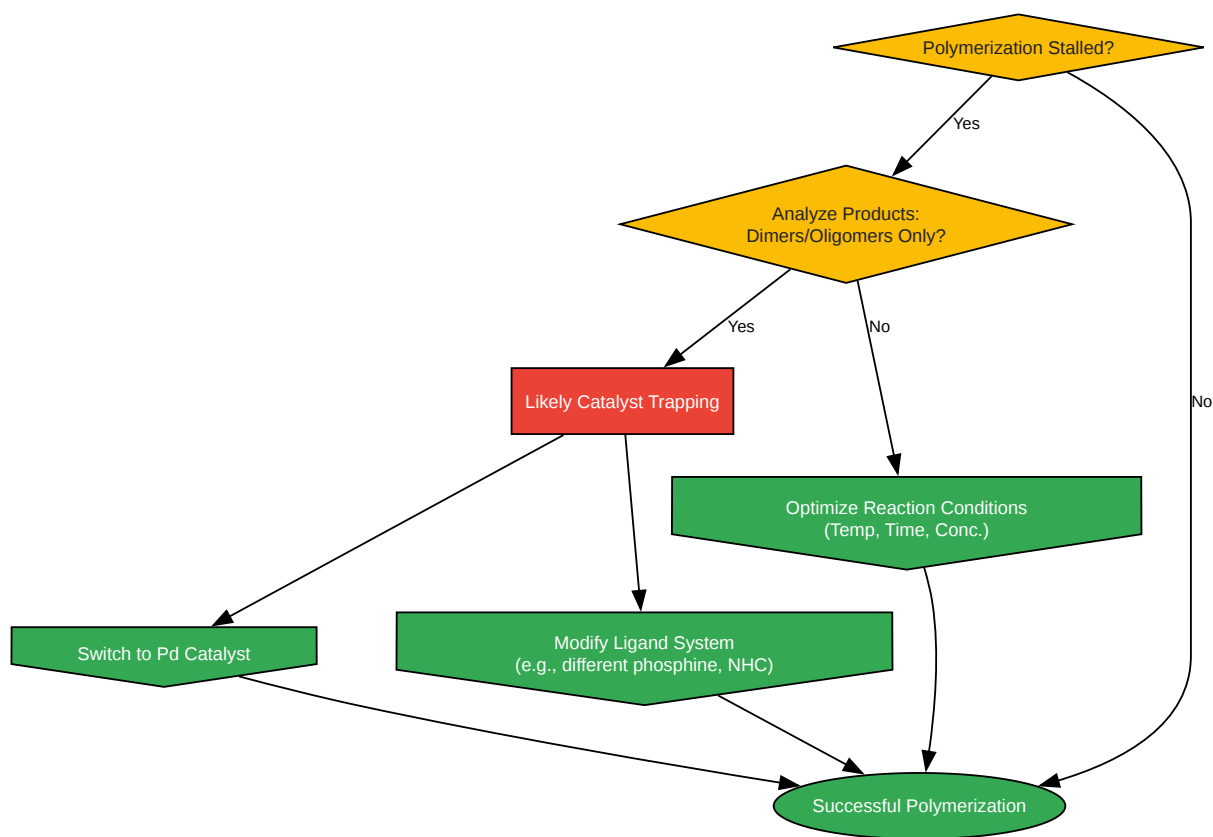 Polymerization Stalled?
Yes
Analyze Products:
Dimers/Oligomers Only?
Yes
No
Likely Catalyst Trapping
No
Optimize Reaction Conditions
(Temp, Time, Conc.)
Switch to Pd Catalyst
Modify Ligand System
(e.g., different phosphine, NHC)
Successful Polymerization